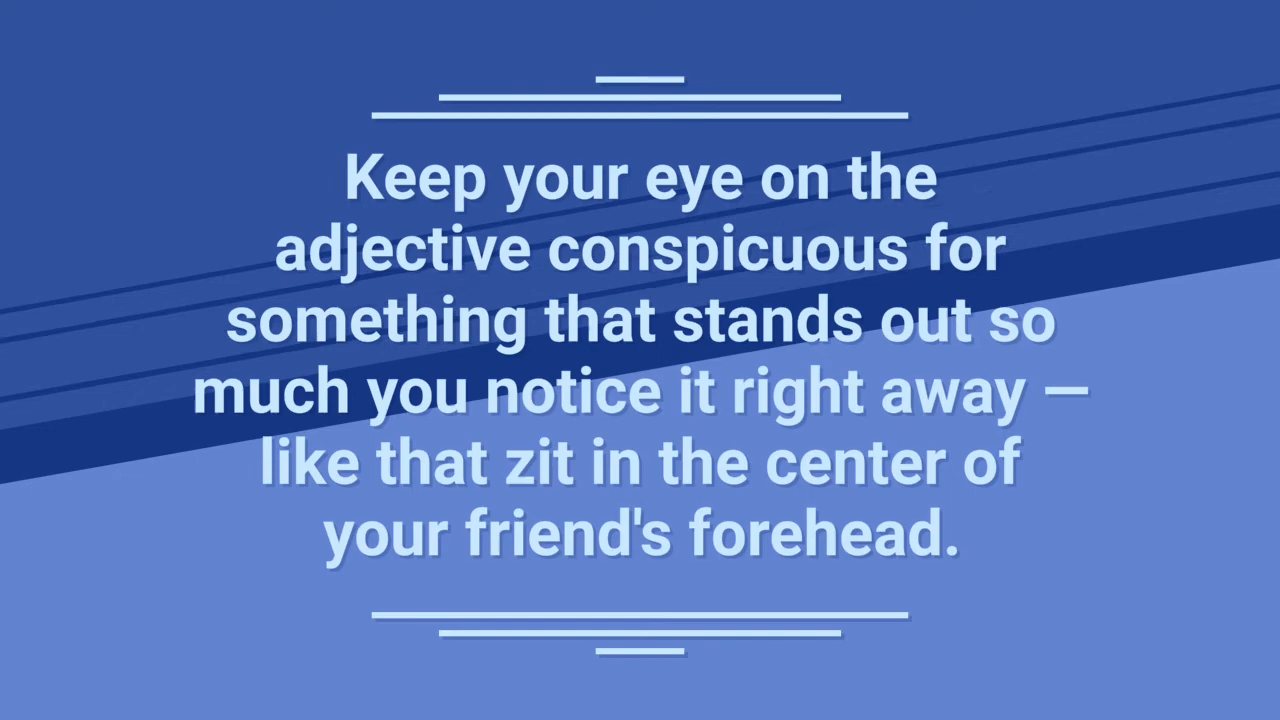 Keep your eye on the
adjective conspicuous for
something that stands out so
much you notice it right away —
like that zit in the center of
your friend's forehead.